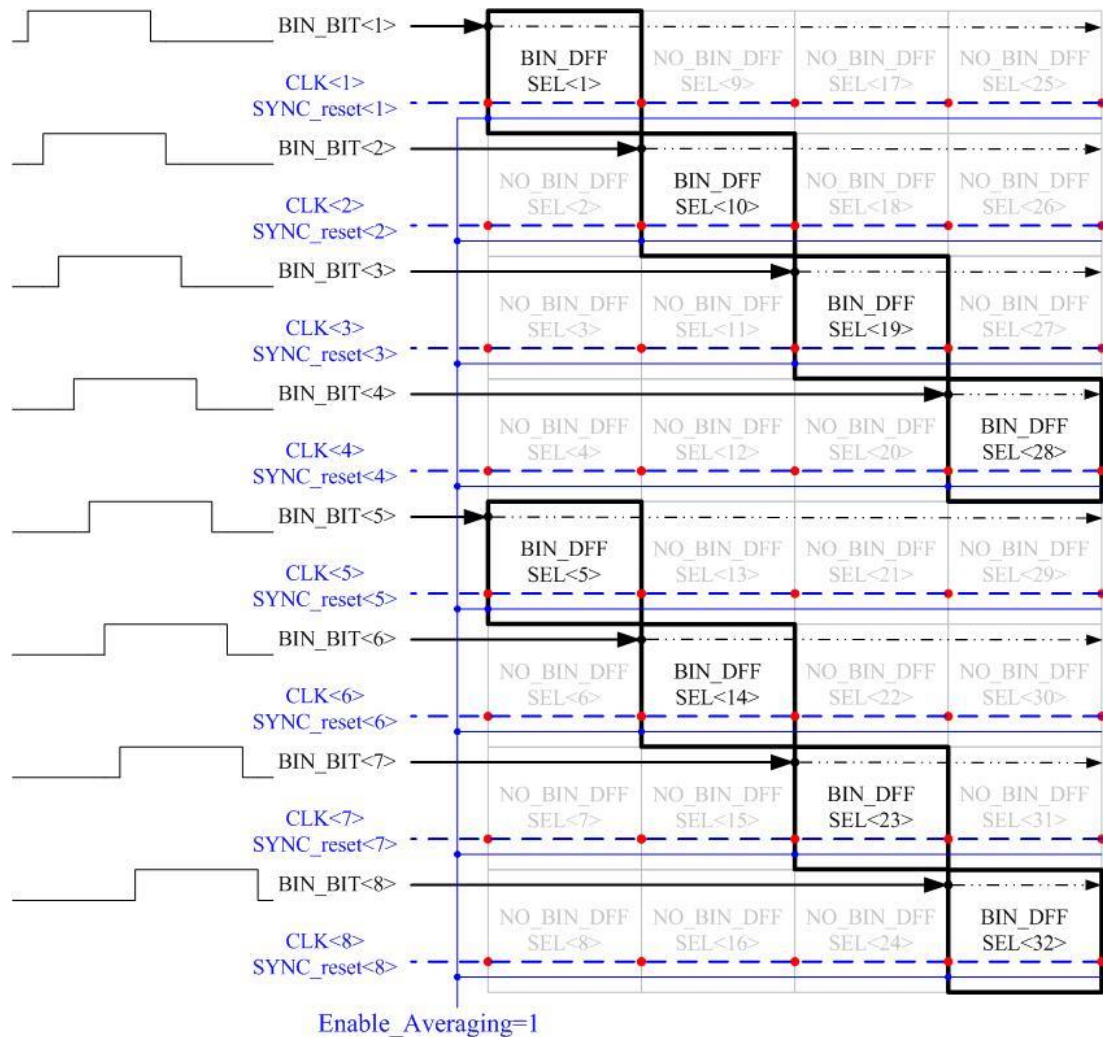 BIN_BIT<1>
BIN_DFF NO_BIN_DFF NO_BIN_DFF NO_BIN_DFF
SEL<1> SEL<9> SEL<17> SEL<25>
CLK<1>
SYNC_reset<1>
BIN_BIT<2>
NO_BIN_DFF BIN_DFF NO_BIN_DFF NO_BIN_DFF
SEL<2> SEL<10> SEL<18> SEL<26>
CLK<2>
SYNC_reset<2>
BIN_BIT<3>
NO_BIN_DFF NO_BIN_DFF BIN_DFF NO_BIN_DFF
SEL<3> SEL<11> SEL<19> SEL<27>
CLK<3>
SYNC_reset<3>
BIN_BIT<4>
NO_BIN_DFF NO_BIN_DFF NO_BIN_DFF BIN_DFF
SEL<4> SEL<12> SEL<20> SEL<28>
CLK<4>
SYNC_reset<4>
BIN_BIT<5>
BIN_DFF NO_BIN_DFF NO_BIN_DFF NO_BIN_DFF
SEL<5> SEL<13> SEL<21> SEL<29>
CLK<5>
SYNC_reset<5>
BIN_BIT<6>
NO_BIN_DFF BIN_DFF NO_BIN_DFF NO_BIN_DFF
SEL<6> SEL<14> SEL<22> SEL<30>
CLK<6>
SYNC_reset<6>
BIN_BIT<7>
NO_BIN_DFF NO_BIN_DFF BIN_DFF NO_BIN_DFF
SEL<7> SEL<15> SEL<23> SEL<31>
CLK<7>
SYNC_reset<7>
BIN_BIT<8>
NO_BIN_DFF NO_BIN_DFF NO_BIN_DFF BIN_DFF
SEL<8> SEL<16> SEL<24> SEL<32>
CLK<8>
SYNC_reset<8>
Enable_Averaging=1